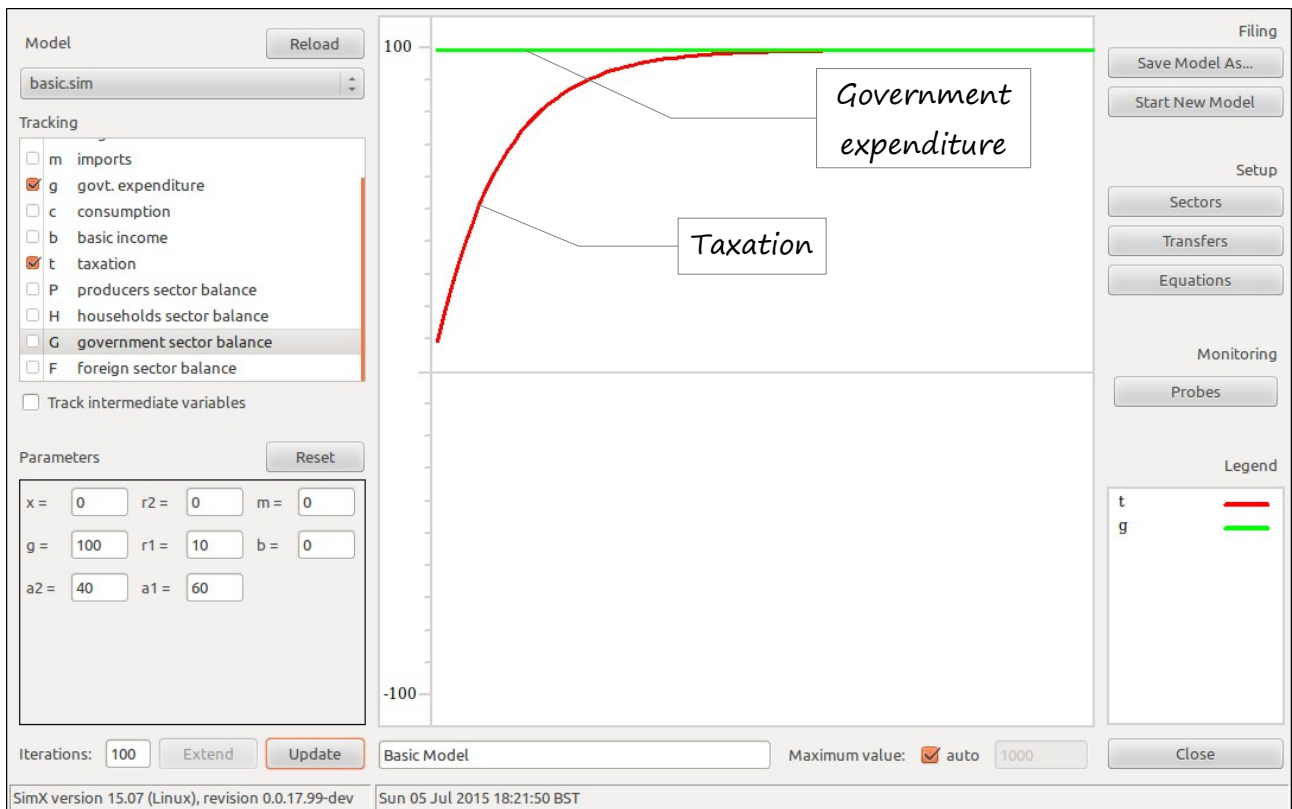 Model
Reload
basic.sim
Tracking
m imports
g govt. expenditure
c consumption
b basic income
t taxation
P producers sector balance
H households sector balance
G government sector balance
F foreign sector balance
Track intermediate variables
Parameters
Reset
x = 0 r2 = 0 m = 0
g = 100 r1 = 10 b = 0
a2 = 40 a1 = 60
Iterations: 100 Extend Update
100
Government
expenditure
Taxation
-100
Basic Model
Maximum value: auto 1000
Filing
Save Model As...
Start New Model
Setup
Sectors
Transfers
Equations
Monitoring
Probes
Legend
t
g
Close
SimX version 15.07 (Linux), revision 0.0.17.99-dev
Sun 05 Jul 2015 18:21:50 BST